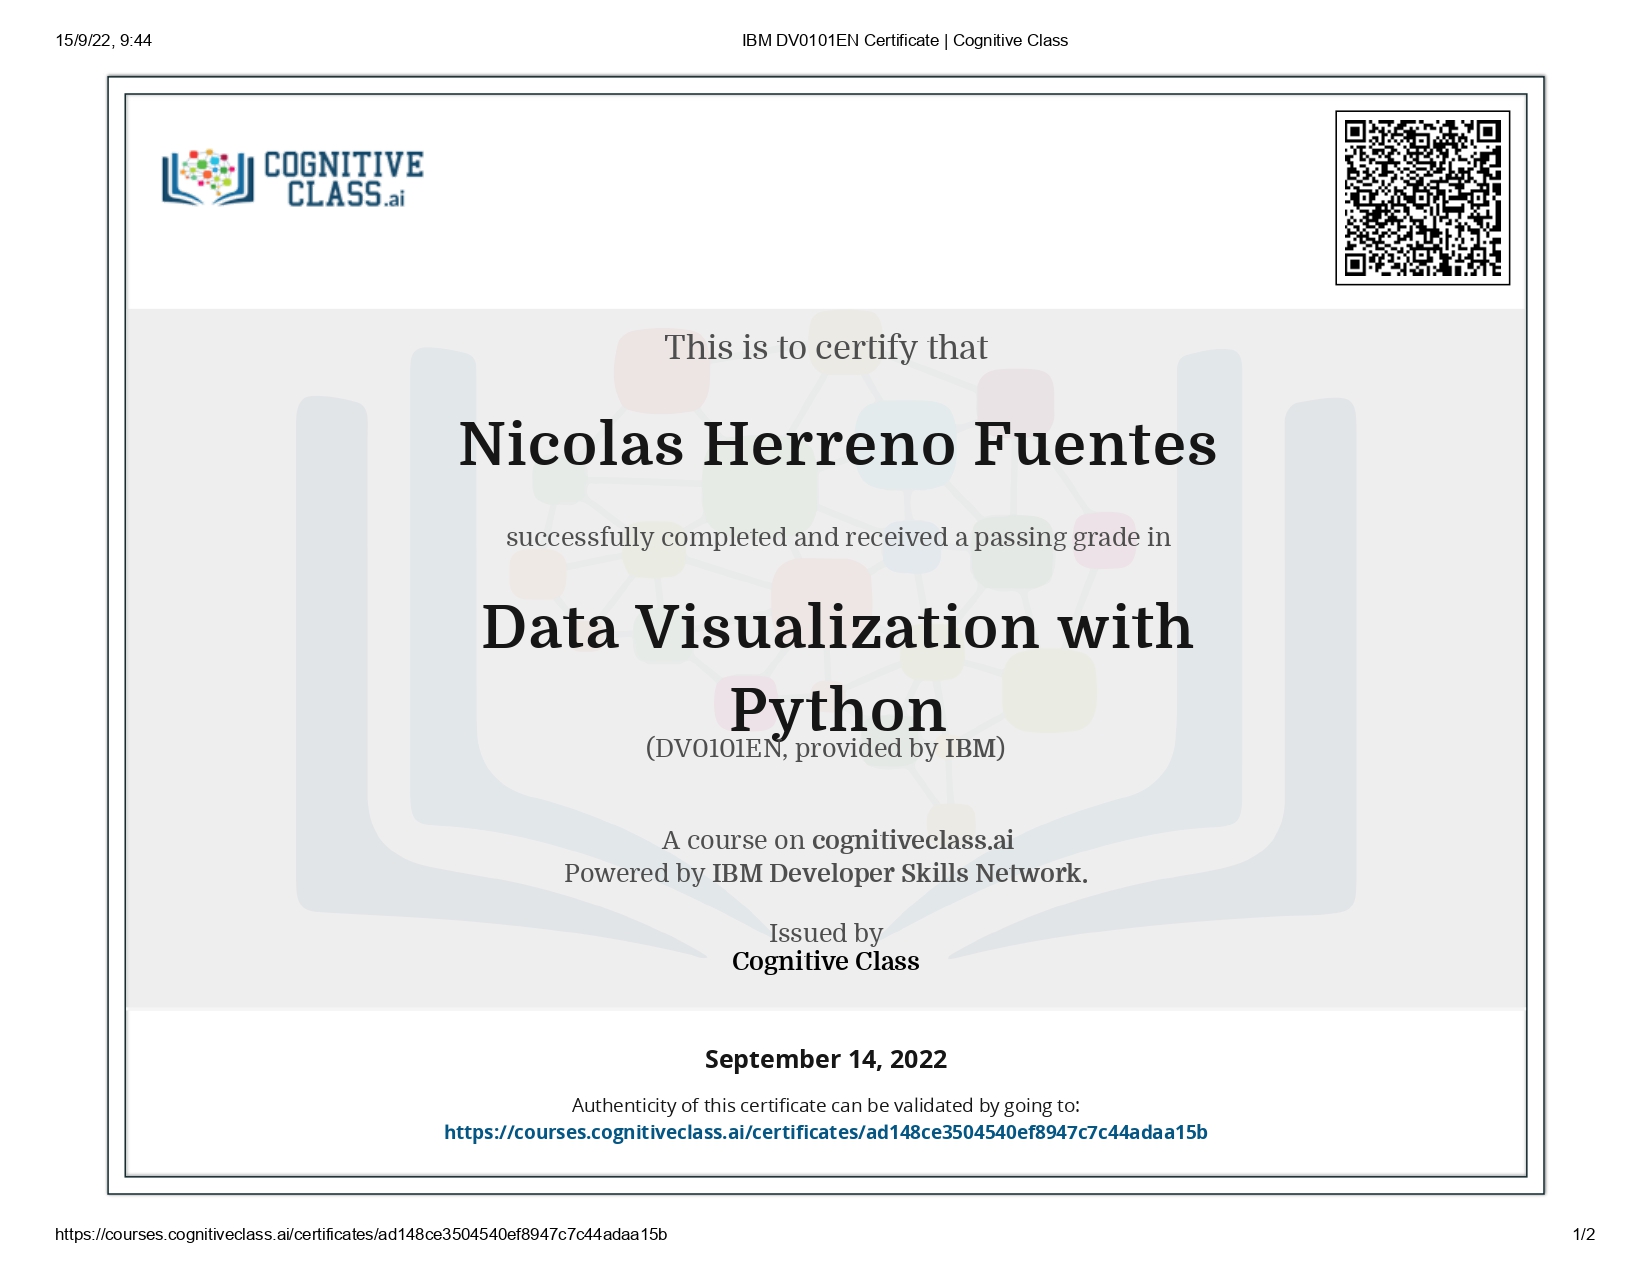 15/9/22, 9:44
IBM DV0101EN Certificate | Cognitive Class
COGNITIVE
CLASS.ai
This is to certify that
Nicolas Herreno Fuentes
successfully completed and received a passing grade in
Data Visualization with
Python
(DV0101EN, provided by IBM)
A course on cognitiveclass.ai
Powered by IBM Developer Skills Network.
Issued by
Cognitive Class
September 14, 2022
Authenticity of this certificate can be validated by going to:
https://courses.cognitiveclass.ai/certificates/ad148ce3504540ef8947c7c44adaa15b
https://courses.cognitiveclass.ai/certificates/ad148ce3504540ef8947c7c44adaa15b
1/2